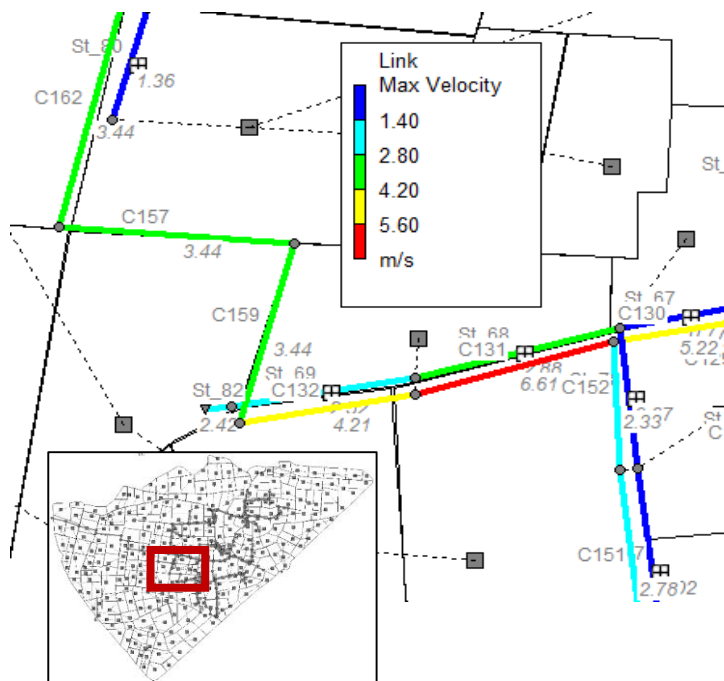 St_80
1.36
C162
3.44
C157
3.44
Link
Max Velocity
1.40
2.80
4.20
5.60
m/s
St_
C159
3.44
St_67
C130
5.22
St_68
C131
6.61
C152
St_69
C132
St_82
2.42
4.21
2.33
C151
2.78